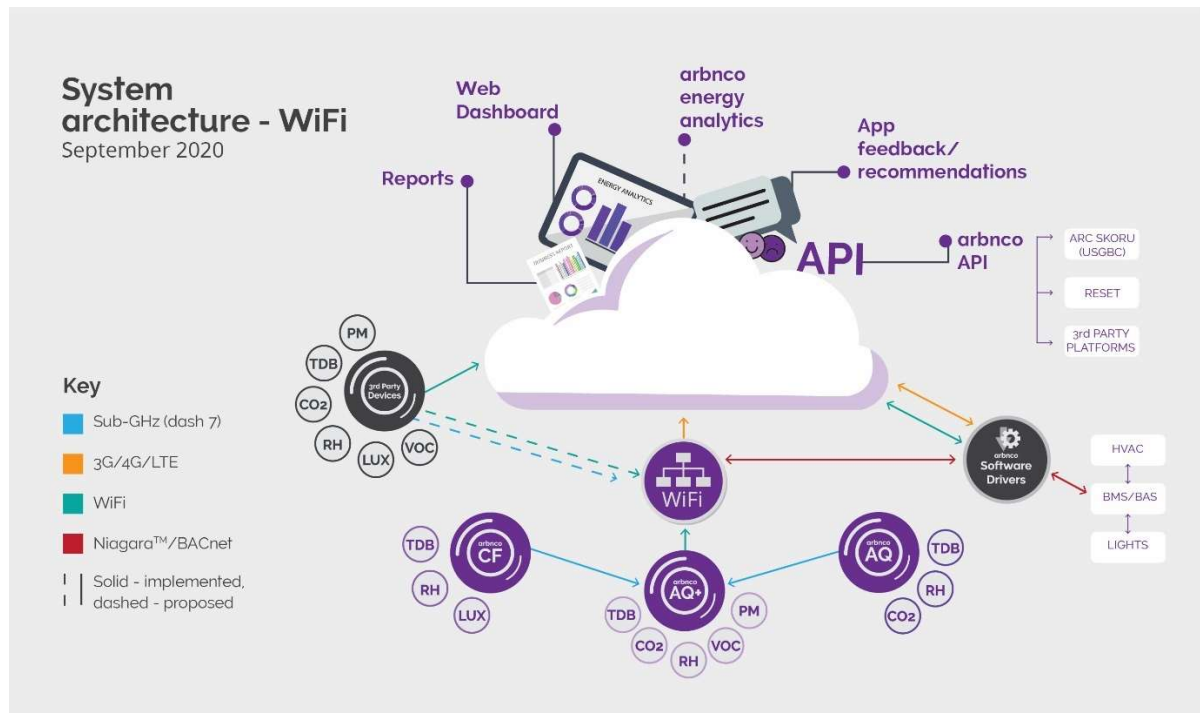 System
architecture - WiFi
September 2020
Web
Dashboard
arbnco
energy
analytics
App
feedback/
recommendations
Reports
ENERGY ANALYTICS
API
arbnco
API
ARC SKORU
(USGBC)
RESET
3rd PARTY
PLATFORMS
Key
Sub-GHz (dash 7)
3G/4G/LTE
WiFi
Niagara™/BACnet
Solid - implemented,
dashed - proposed
PM
TDB
CO2
RH
LUX
VOC
3rd Party
Devices
WiFi
arbnco
Software
Drivers
HVAC
BMS/BAS
LIGHTS
arbnco
CF
TDB
RH
LUX
arbnco
AQ+
TDB
CO2
RH
VOC
PM
arbnco
AQ
TDB
RH
CO2